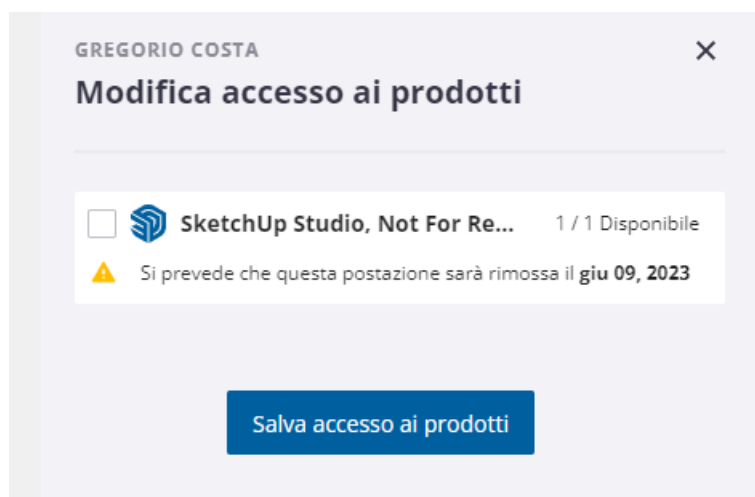 GREGORIO COSTA
Modifica accesso ai prodotti
SketchUp Studio, Not For Re... 1 / 1 Disponibile
Si prevede che questa postazione sarà rimossa il giu 09, 2023
Salva accesso ai prodotti